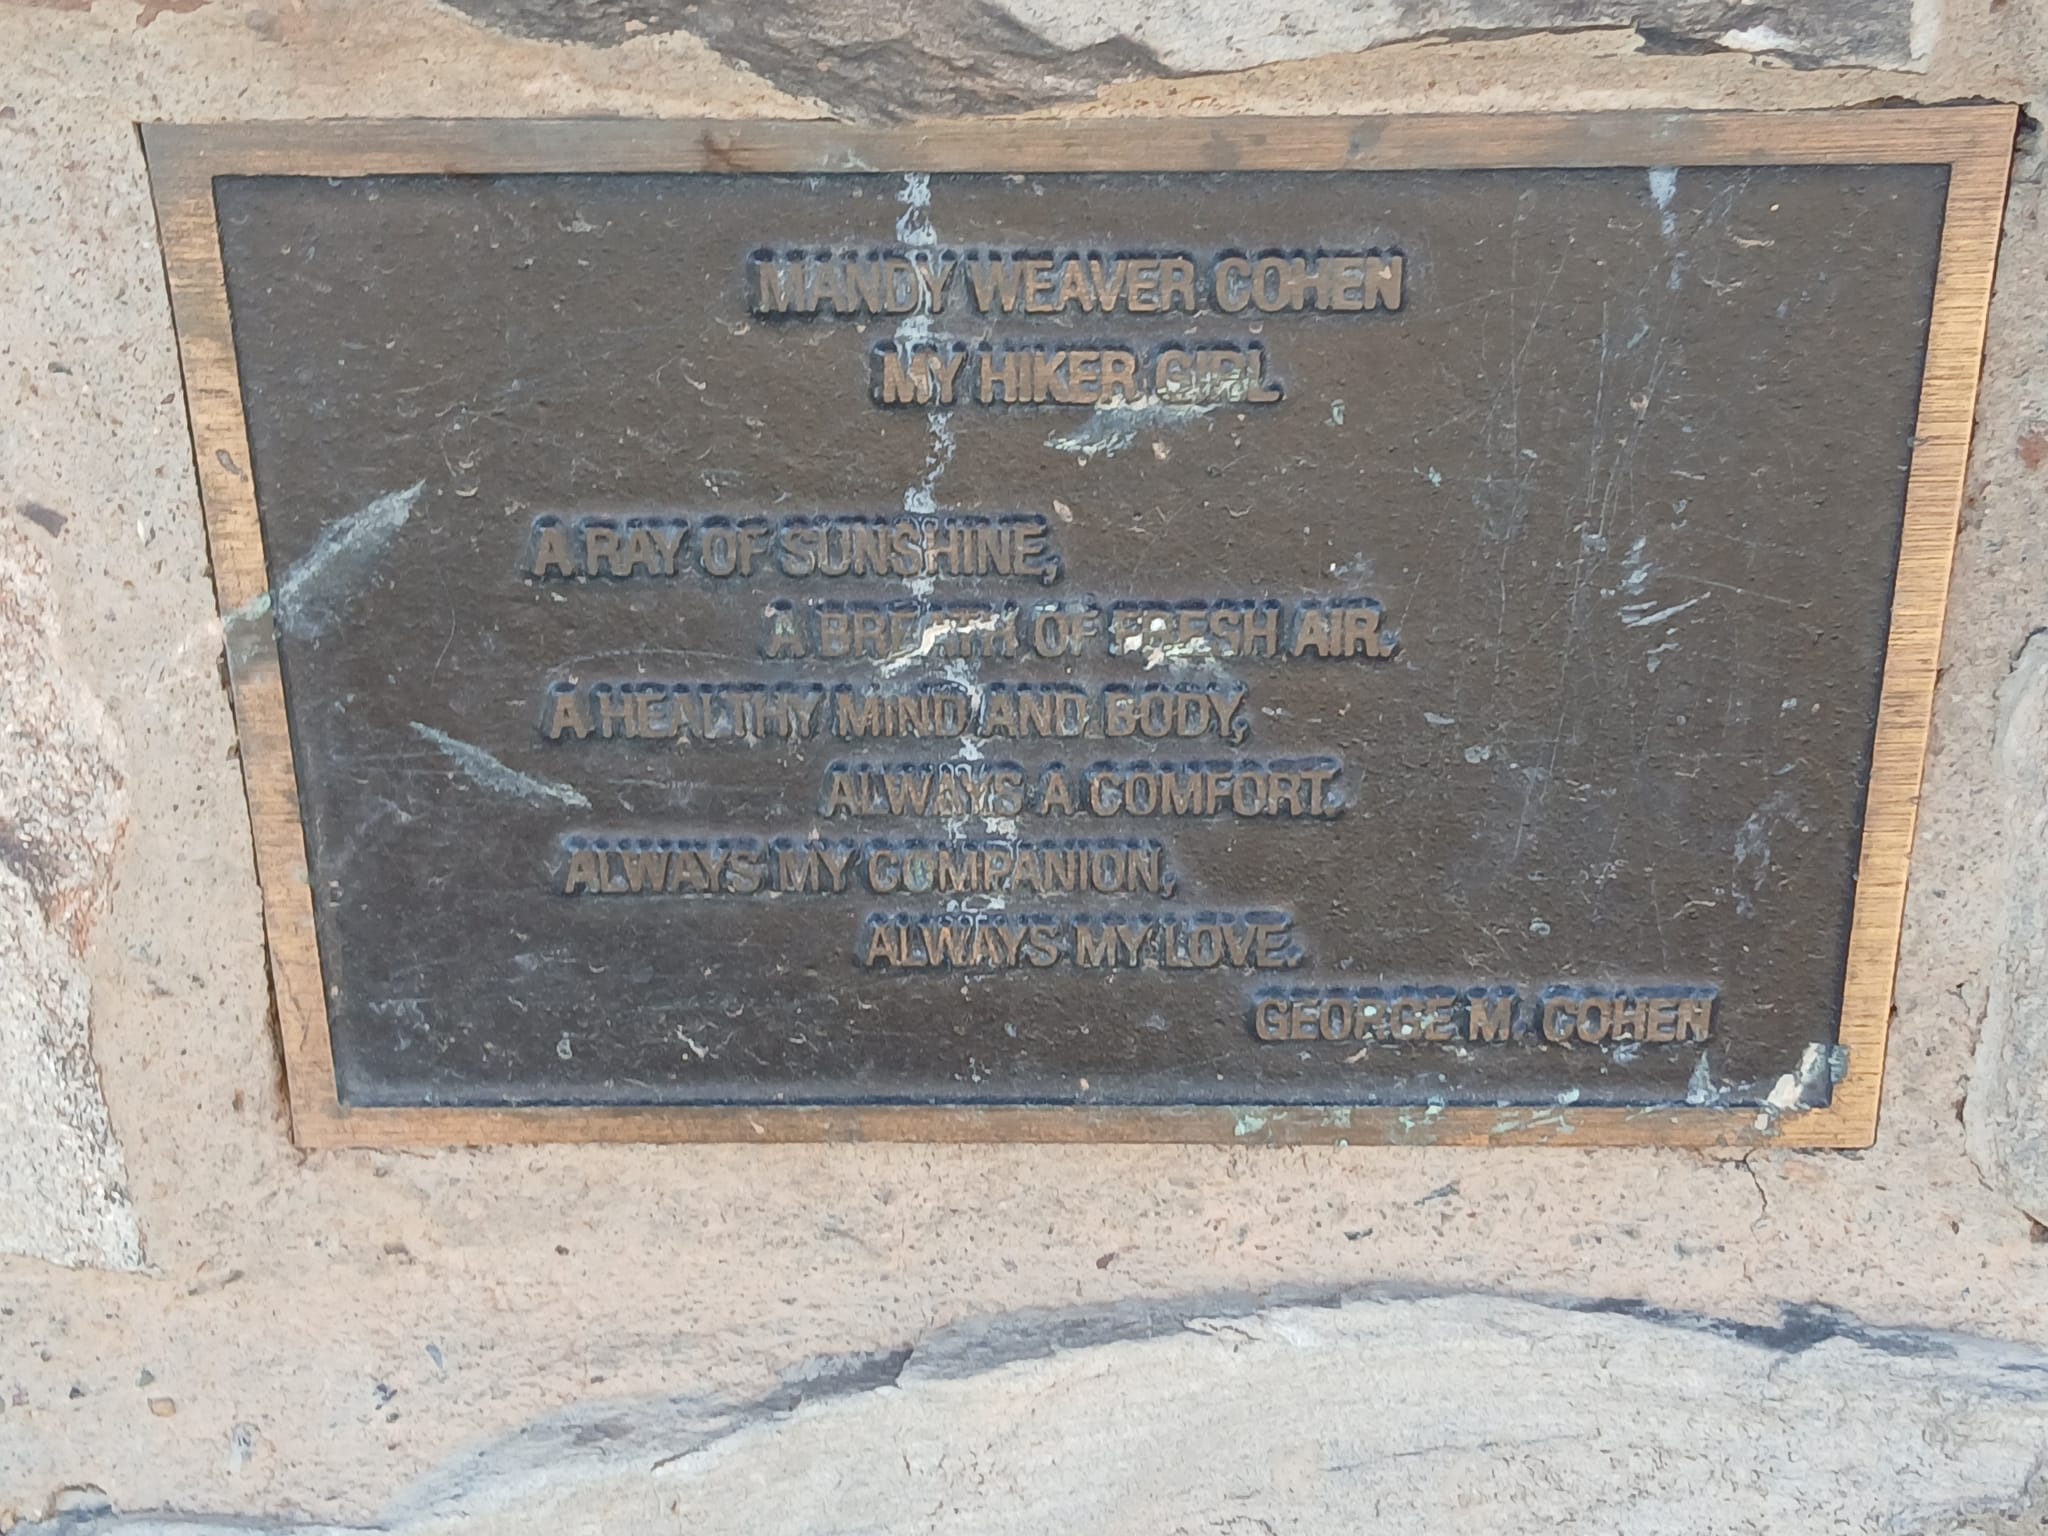 MANDY WEAVER COHEN
MY HIKER GIRL
A RAY OF SUNSHINE,
A BREATH OF FRESH AIR.
A HEALTHY MIND AND BODY,
ALWAYS A COMFORT.
ALWAYS MY COMPANION,
ALWAYS MY LOVE.
GEORGE M. COHEN